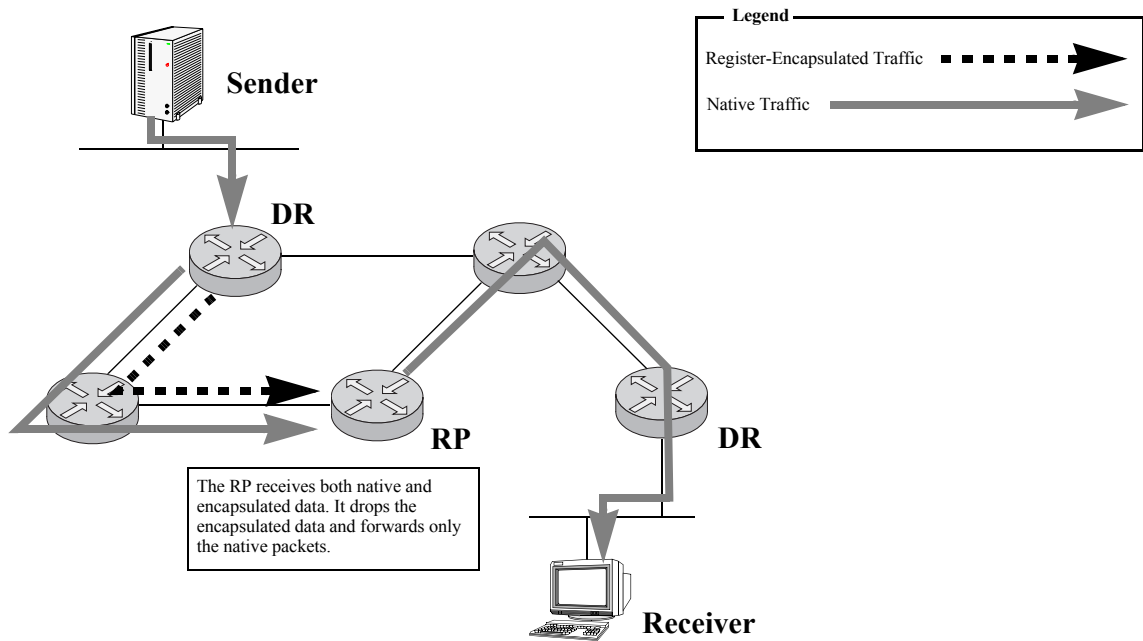 Legend
Register-Encapsulated Traffic
Native Traffic
Sender
DR
RP
DR
The RP receives both native and
encapsulated data. It drops the
encapsulated data and forwards only
the native packets.
Receiver